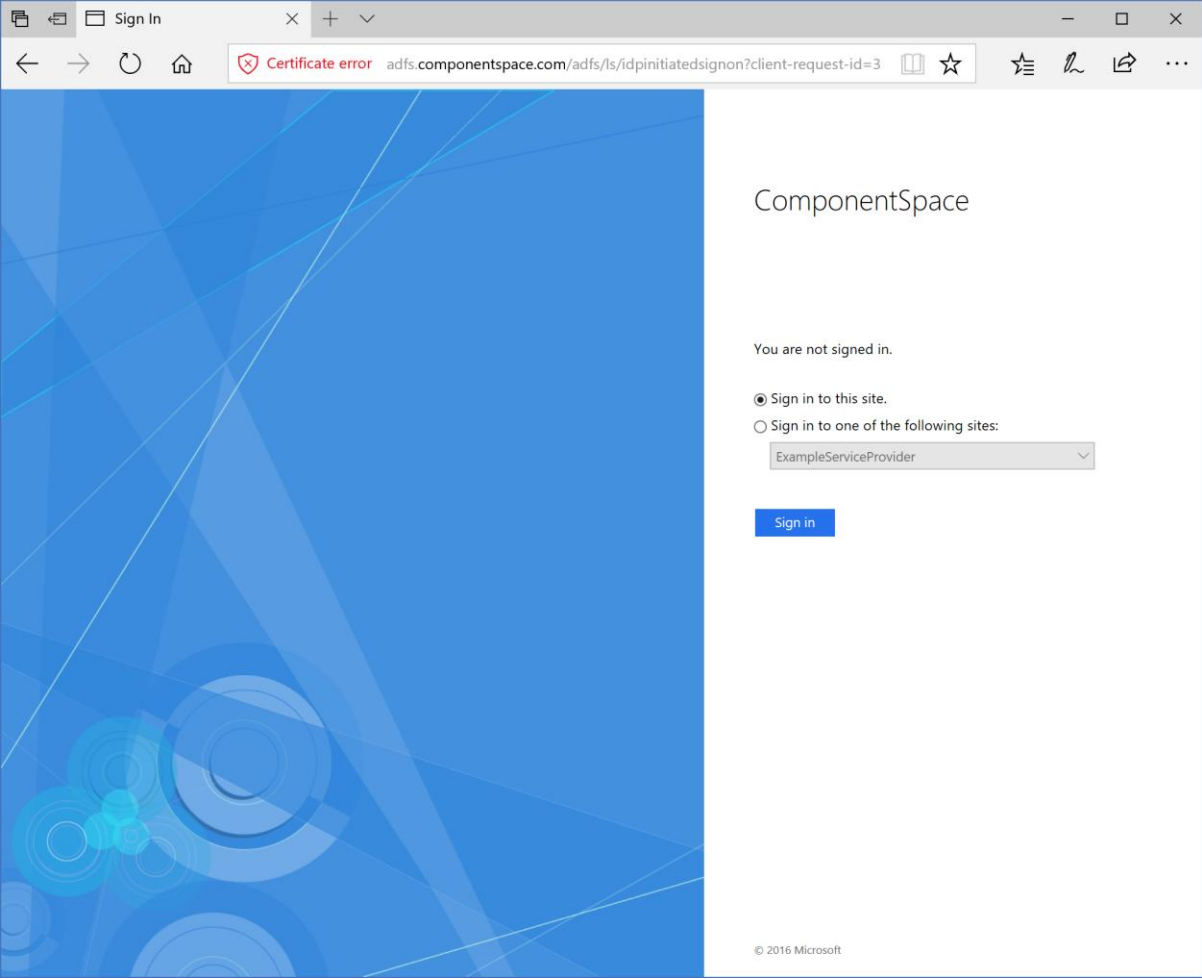 Sign In
Certificate error adfs.componentspace.com/adfs/ls/idpinitiatedsignon?client-request-id=3
ComponentSpace
You are not signed in.
Sign in to this site.
Sign in to one of the following sites:
ExampleServiceProvider
Sign in
© 2016 Microsoft